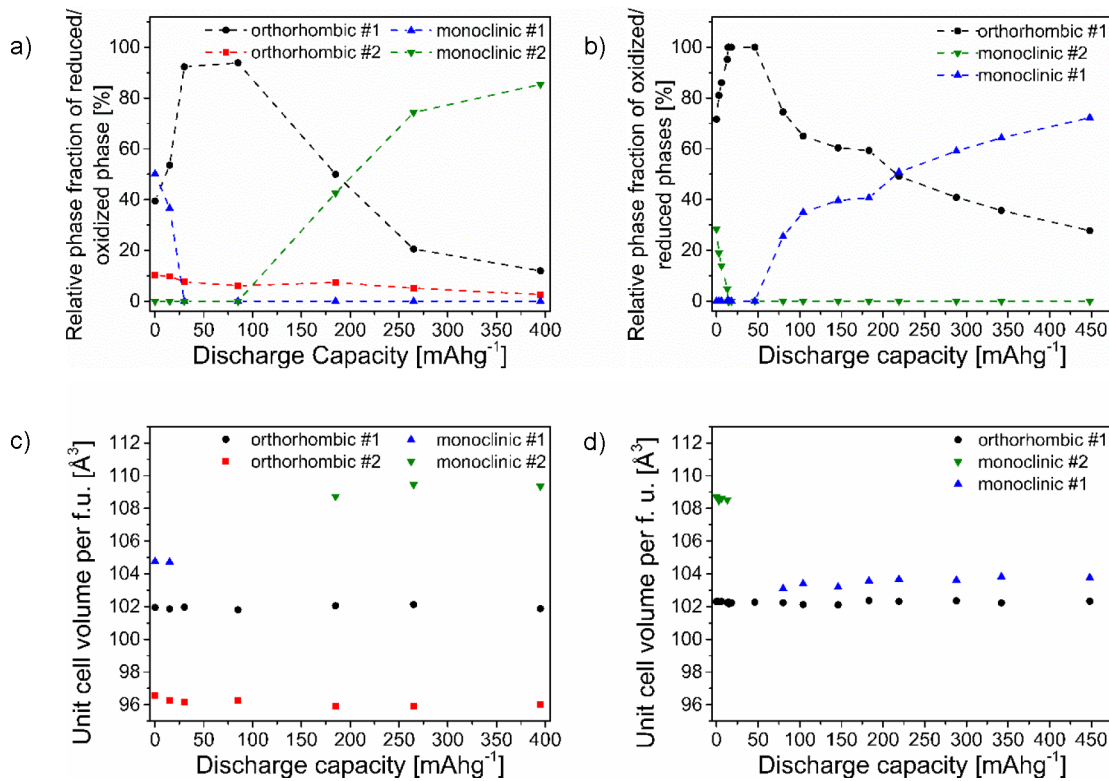 a)
orthorhombic #1
monoclinic #1
orthorhombic #2
monoclinic #2
100
80
60
40
20
0
Relative phase fraction of reduced/
oxidized phase [%]
0 50 100 150 200 250 300 350 400
Discharge Capacity [mAhg⁻¹]
b)
orthorhombic #1
monoclinic #2
monoclinic #1
100
80
60
40
20
0
Relative phase fraction of oxidized/
reduced phases [%]
0 50 100 150 200 250 300 350 400 450
Discharge capacity [mAhg⁻¹]
c)
orthorhombic #1
monoclinic #1
orthorhombic #2
monoclinic #2
112
110
108
106
104
102
100
98
96
Unit cell volume per f.u. [Å³]
0 50 100 150 200 250 300 350 400
Discharge capacity [mAhg⁻¹]
d)
orthorhombic #1
monoclinic #2
monoclinic #1
112
110
108
106
104
102
100
98
96
Unit cell volume per f. u. [Å³]
0 50 100 150 200 250 300 350 400 450
Discharge capacity [mAhg⁻¹]